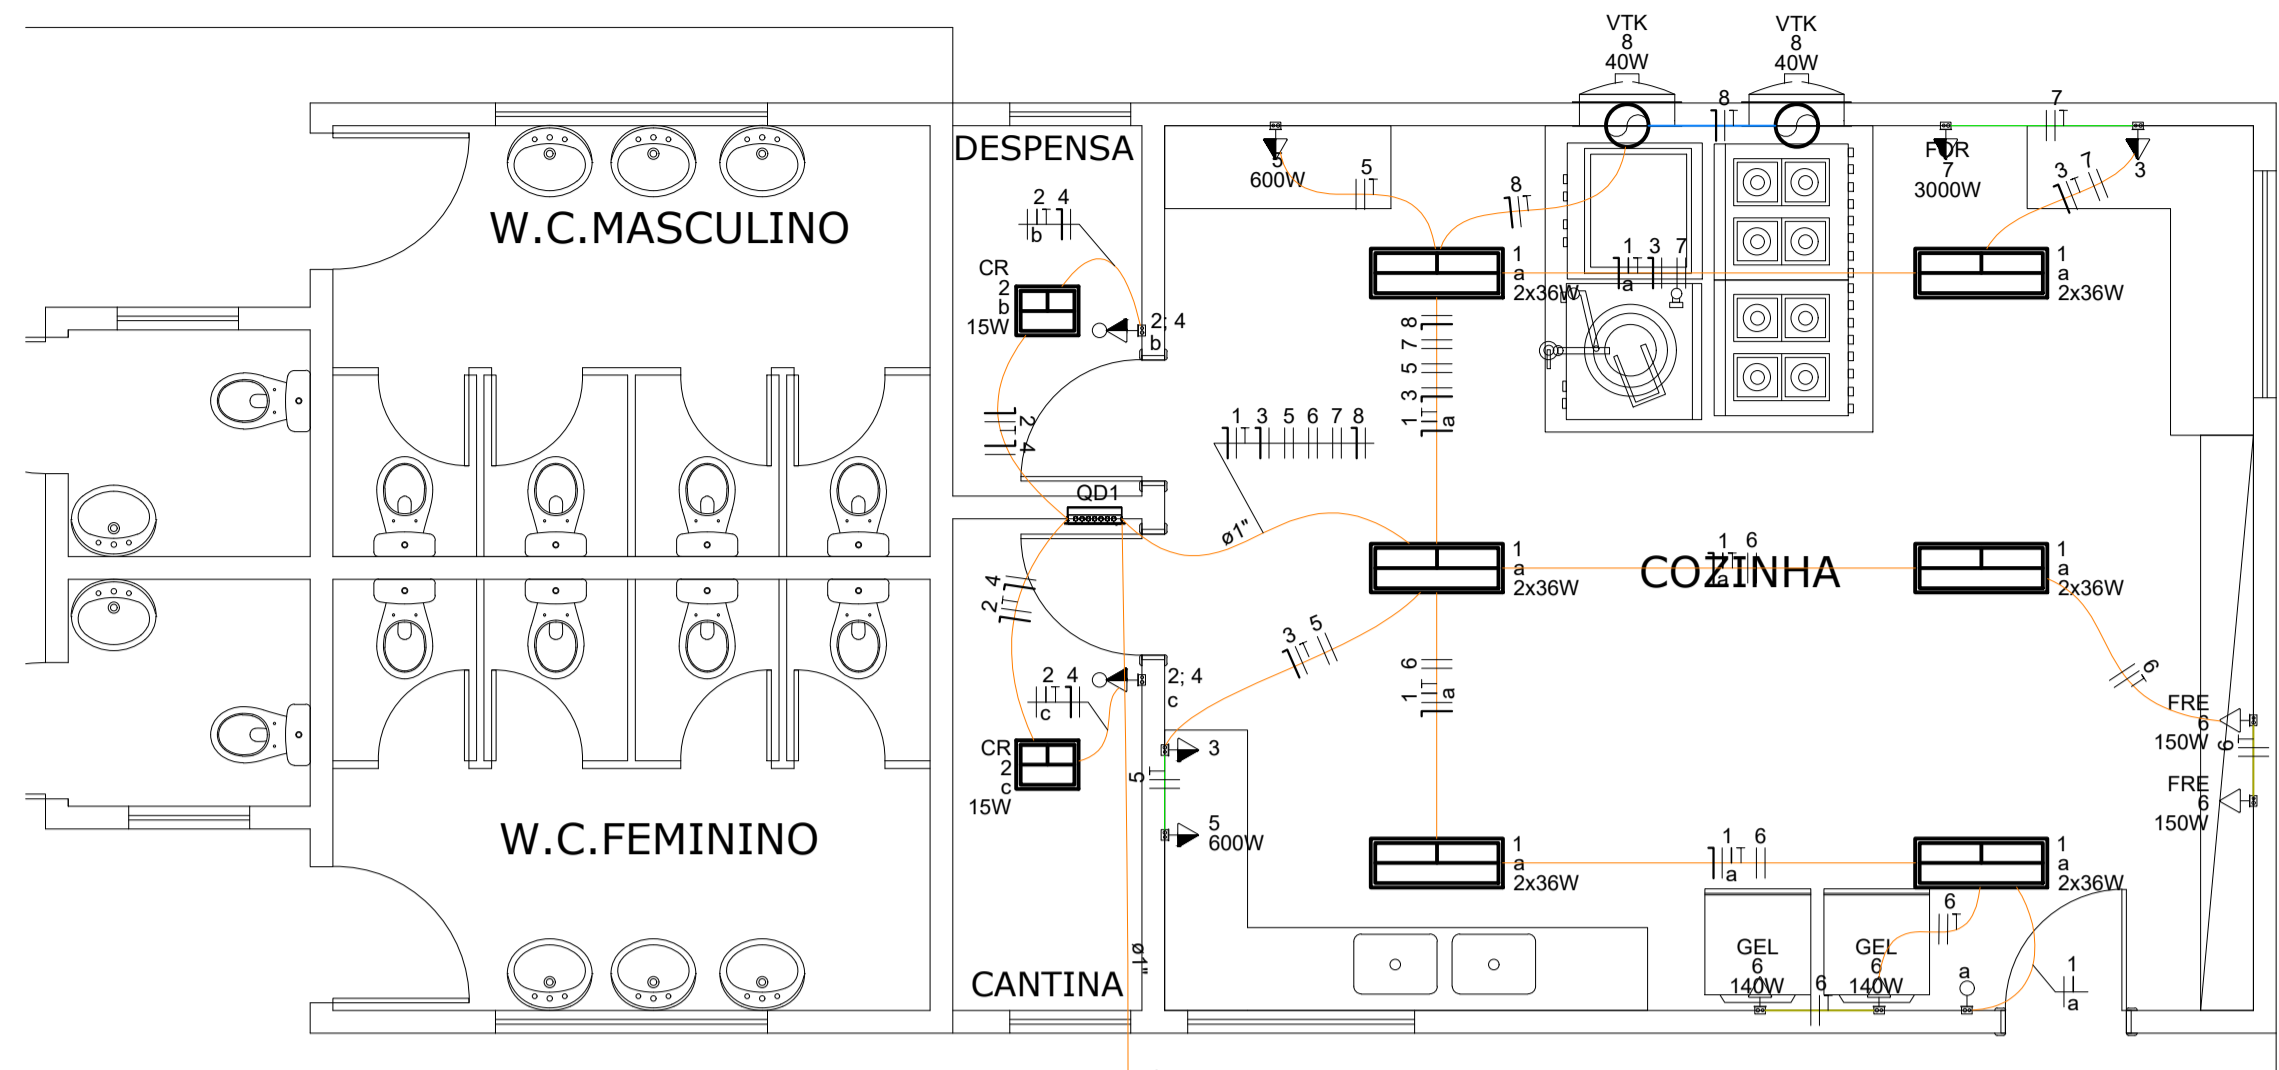 VTK
8
40W
VTK
8
40W
8
7
DESPENSA
W.C.MASCULINO
2 4
b
CR
2
b
15W
2; 4
b
2
4
5
600W
5
8
FOR
7
3000W
3 7
3
1
a
2x36W
1 3 7
a
1
a
2x36W
8
7
5
3
1
a
1 3 5 6 7 8
QD1
ø1"
1
a
2x36W
COZINHA
1 6
a
1
a
2x36W
4
2
3 5
6
1
a
6
2 4
c
2; 4
c
CR
2
c
15W
3
5
5
600W
FRE
6
150W
6
FRE
6
150W
W.C.FEMININO
1
a
2x36W
1 6
a
1
a
2x36W
CANTINA
ø1"
GEL
6
140W
GEL
6
140W
6
6
a
1
a